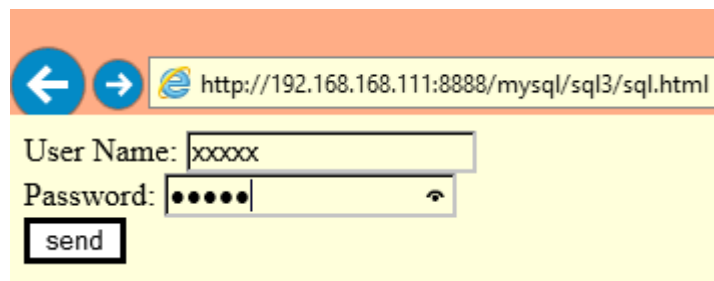 http://192.168.168.111:8888/mysql/sql3/sql.html
User Name: xxxxx
Password: ●●●●●
send